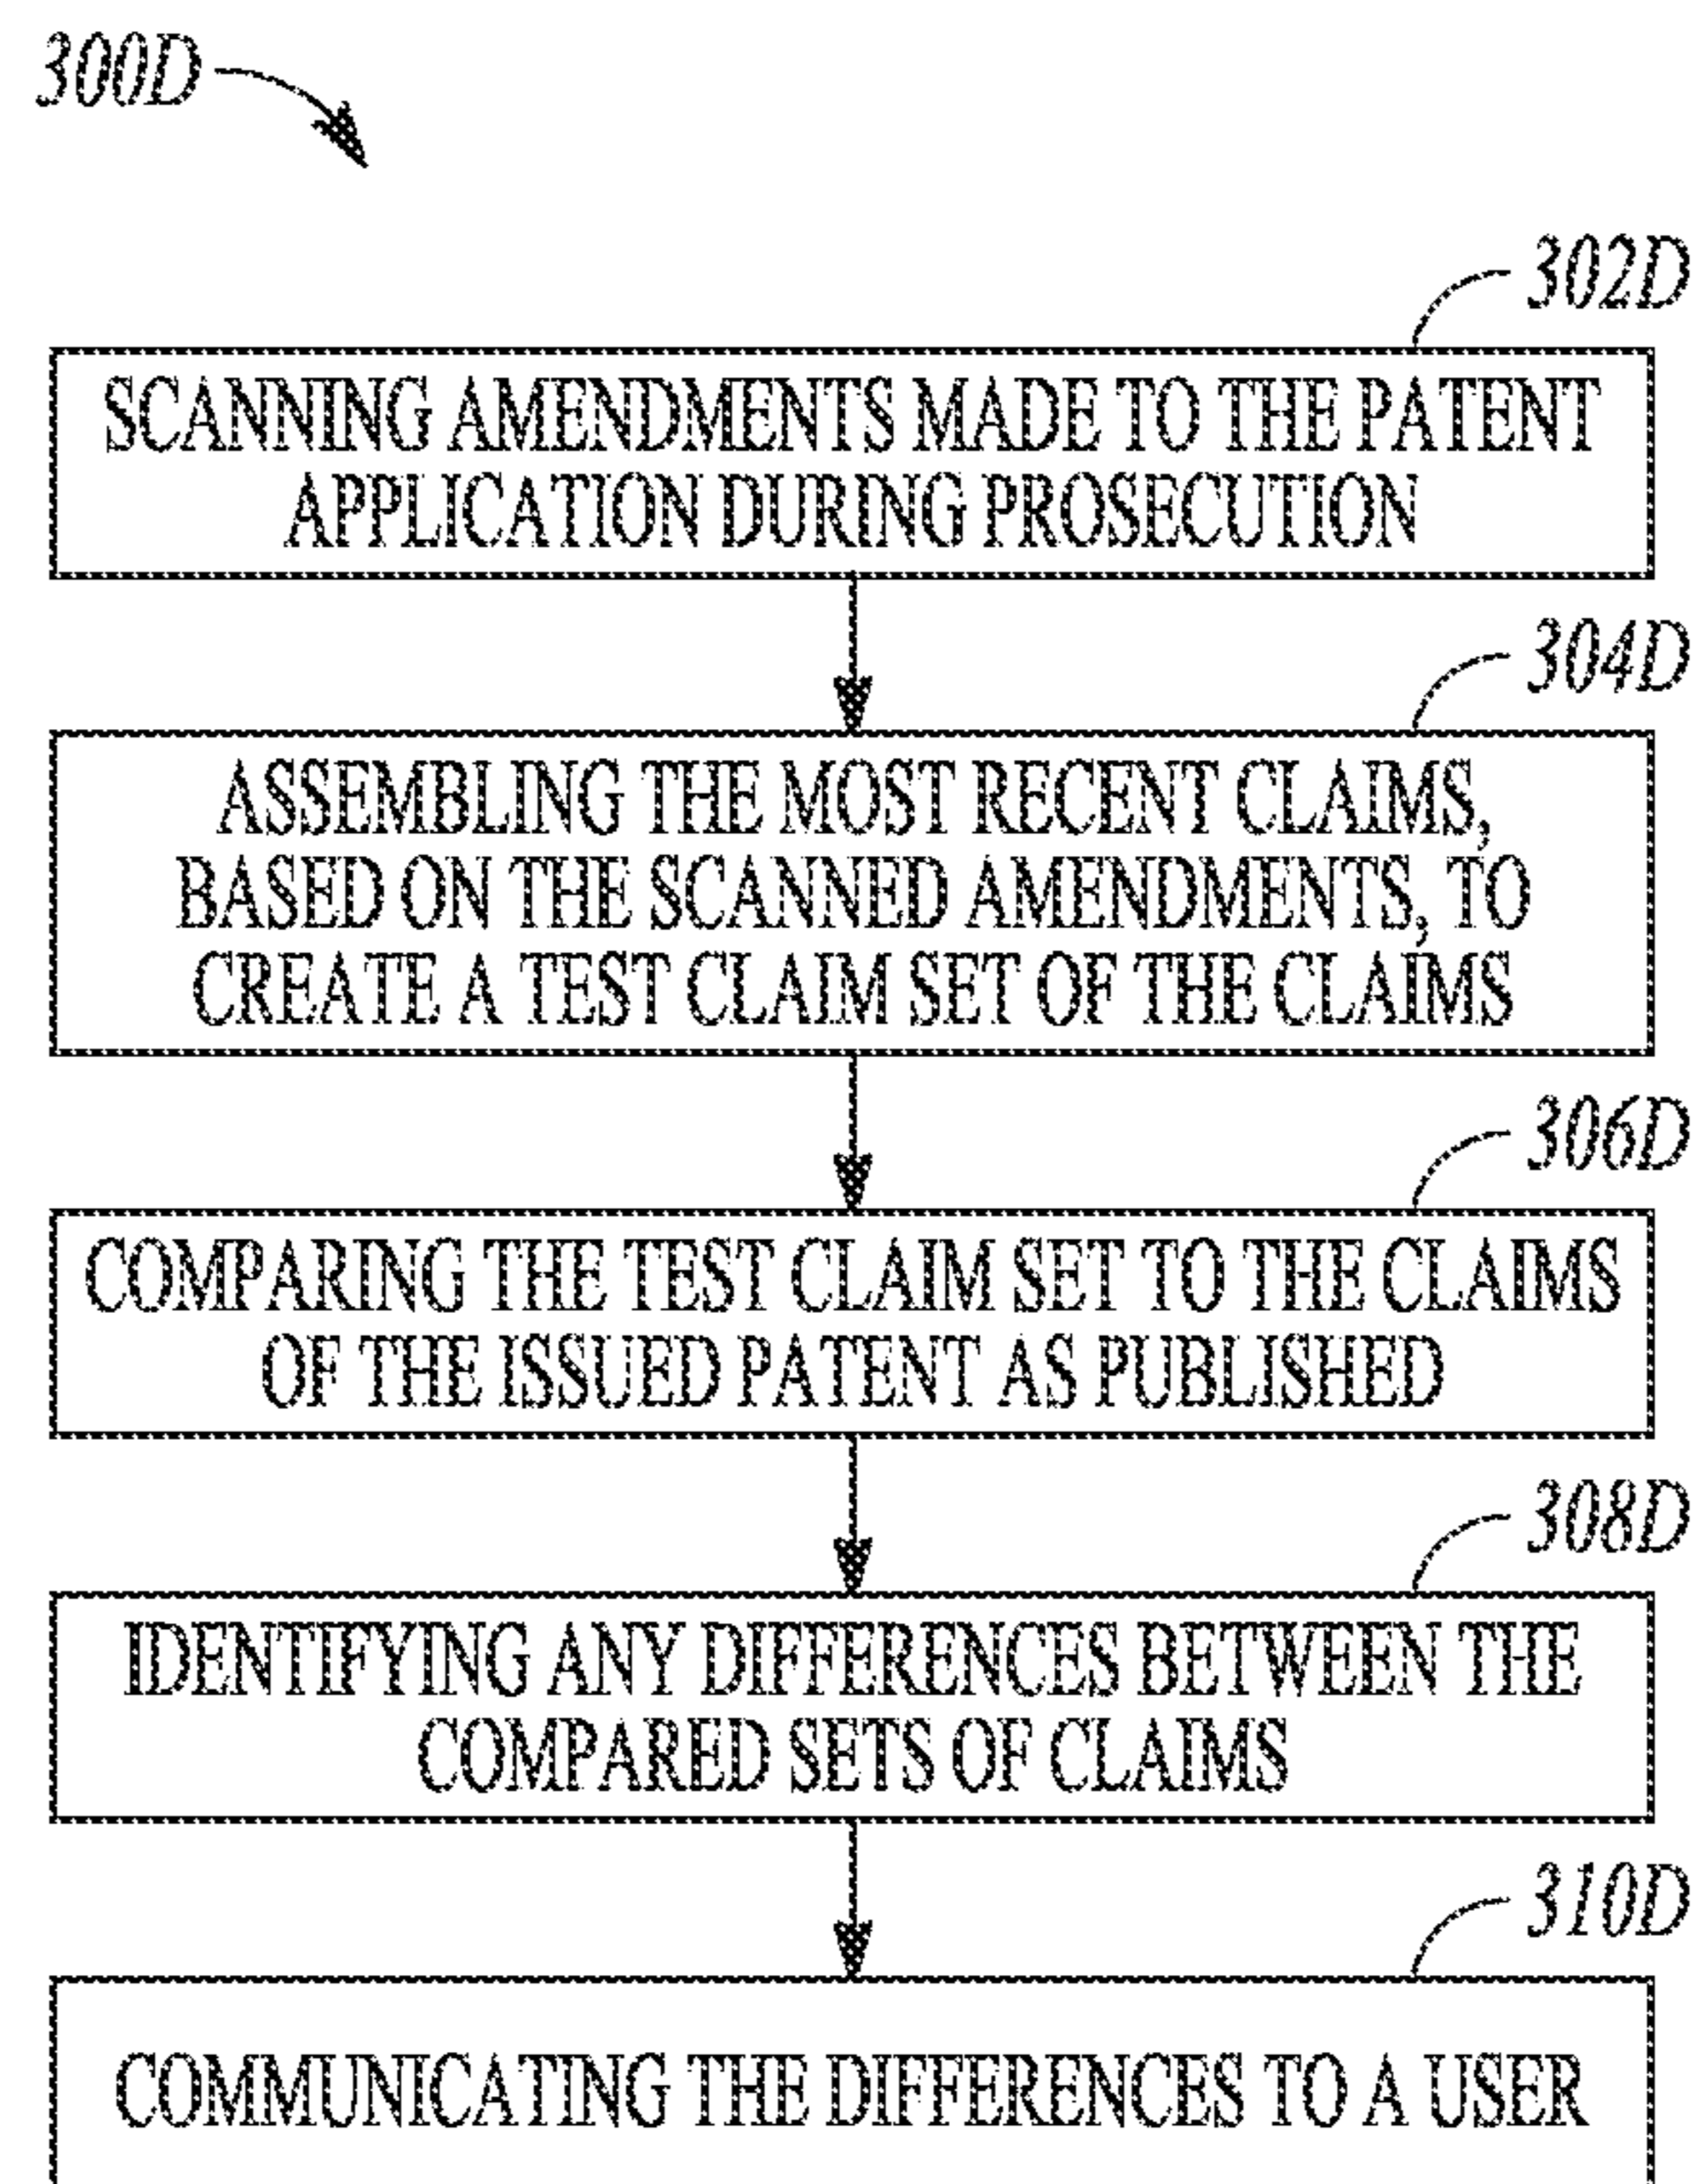 300D
302D
SCANNING AMENDMENTS MADE TO THE PATENT
APPLICATION DURING PROSECUTION
304D
ASSEMBLING THE MOST RECENT CLAIMS,
BASED ON THE SCANNED AMENDMENTS, TO
CREATE A TEST CLAIM SET OF THE CLAIMS
306D
COMPARING THE TEST CLAIM SET TO THE CLAIMS
OF THE ISSUED PATENT AS PUBLISHED
308D
IDENTIFYING ANY DIFFERENCES BETWEEN THE
COMPARED SETS OF CLAIMS
310D
COMMUNICATING THE DIFFERENCES TO A USER